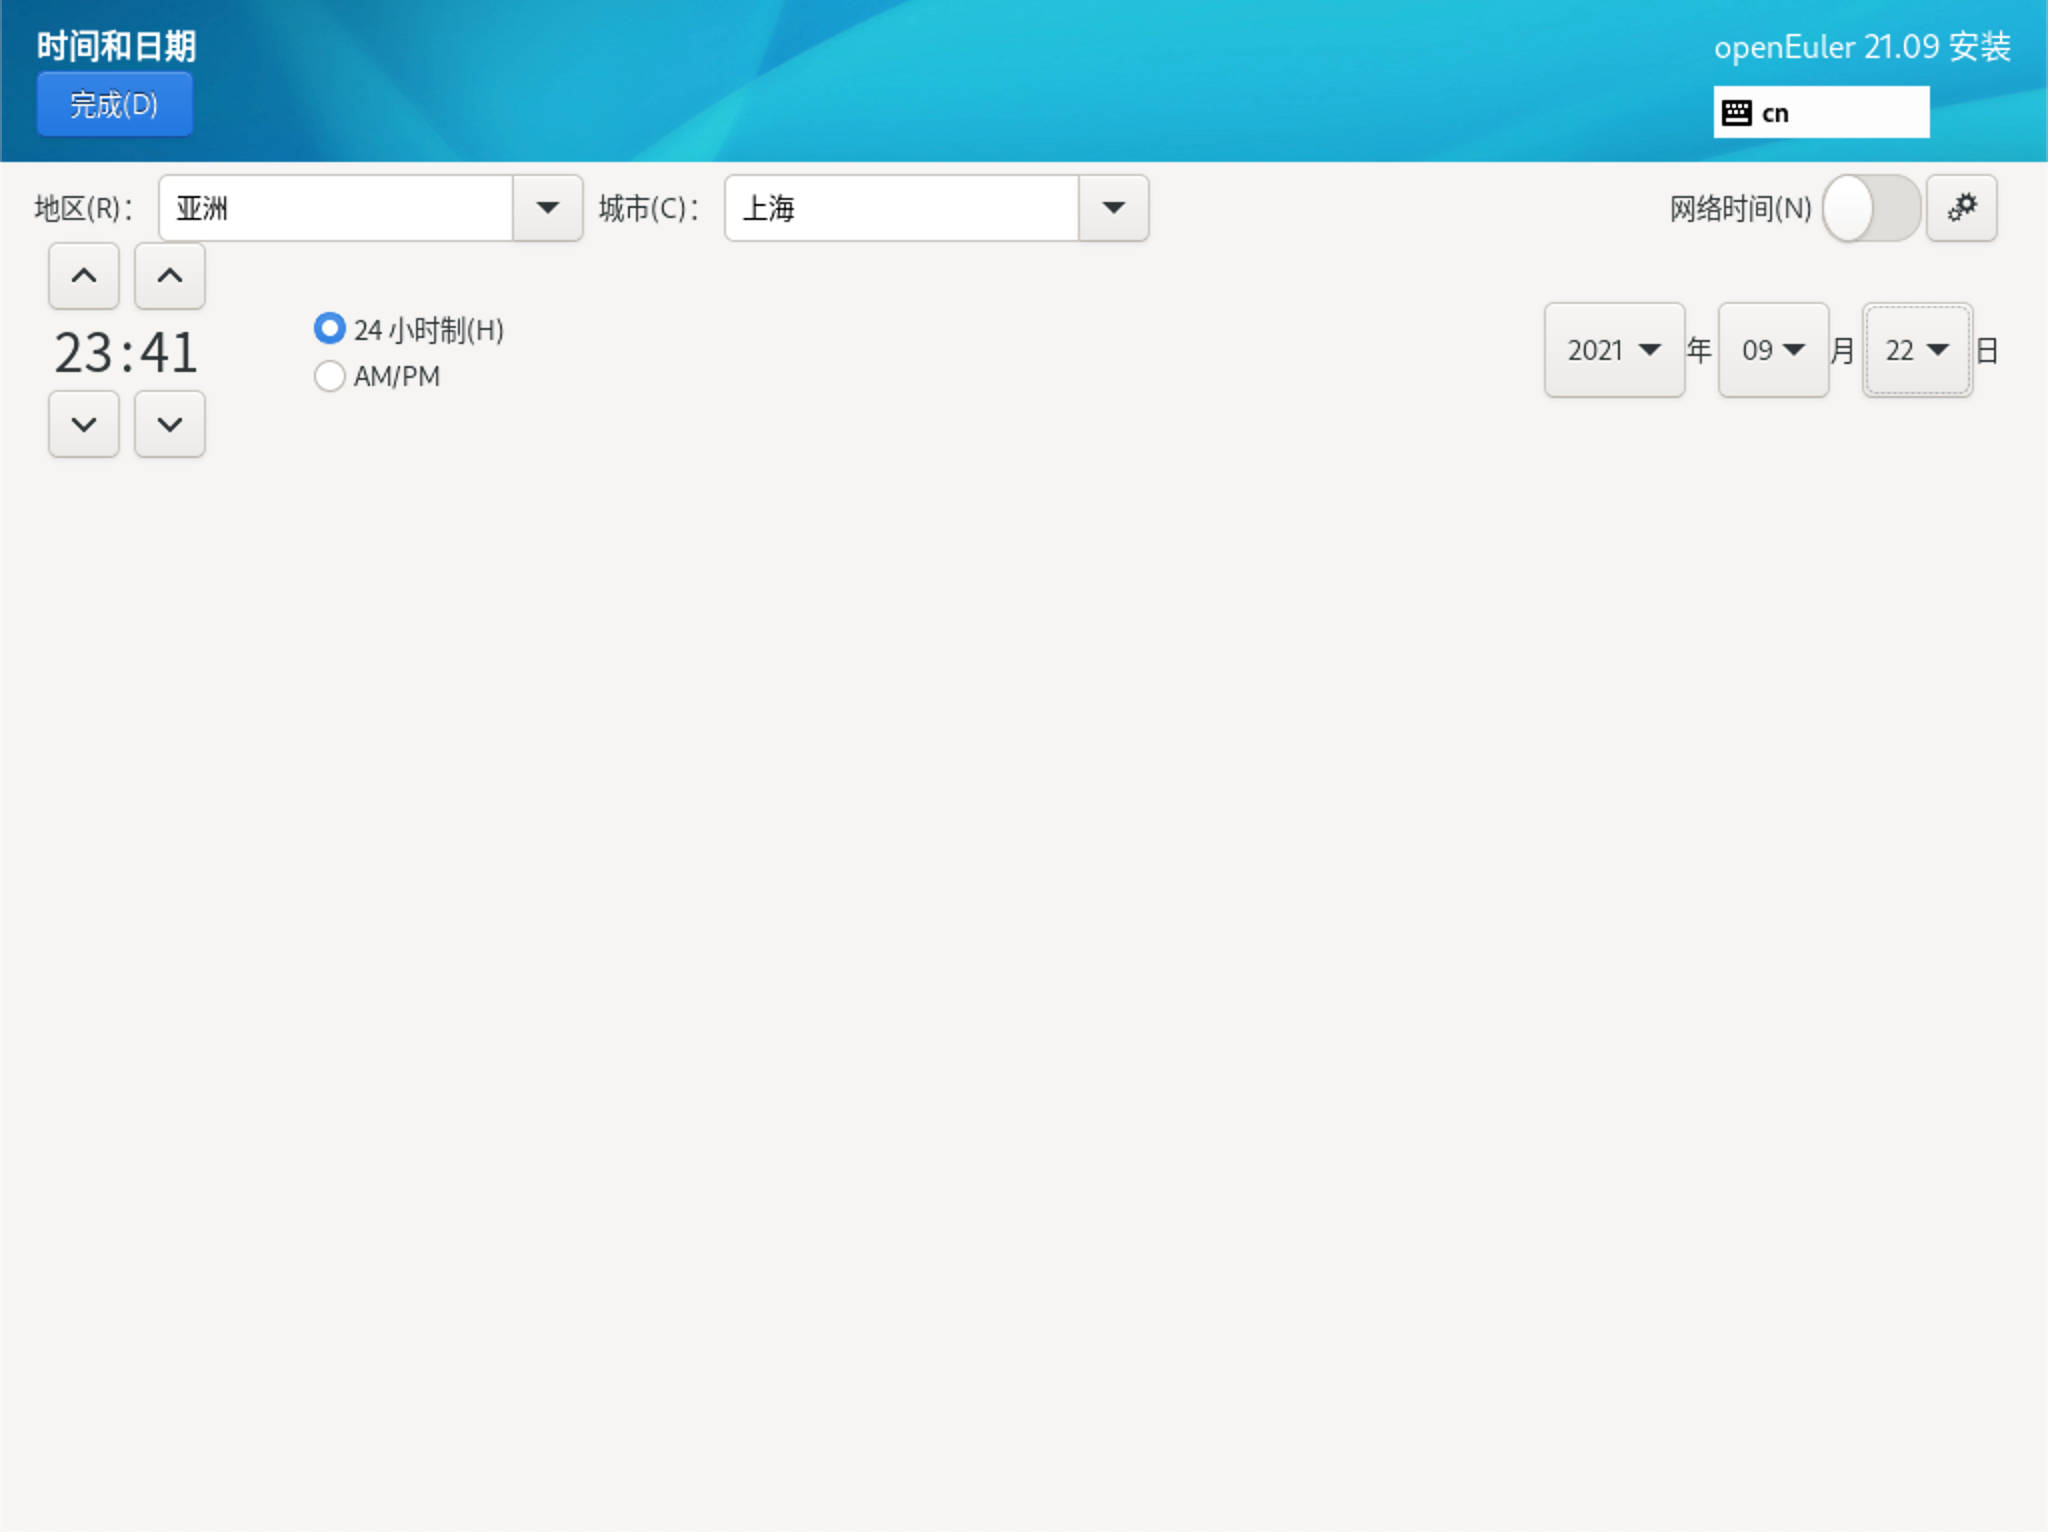 时间和日期
openEuler 21.09 安装
完成(D)
cn
地区(R)： 亚洲 城市(C)： 上海 网络时间(N)
23:41
24 小时制(H)
AM/PM
2021 年 09 月 22 日